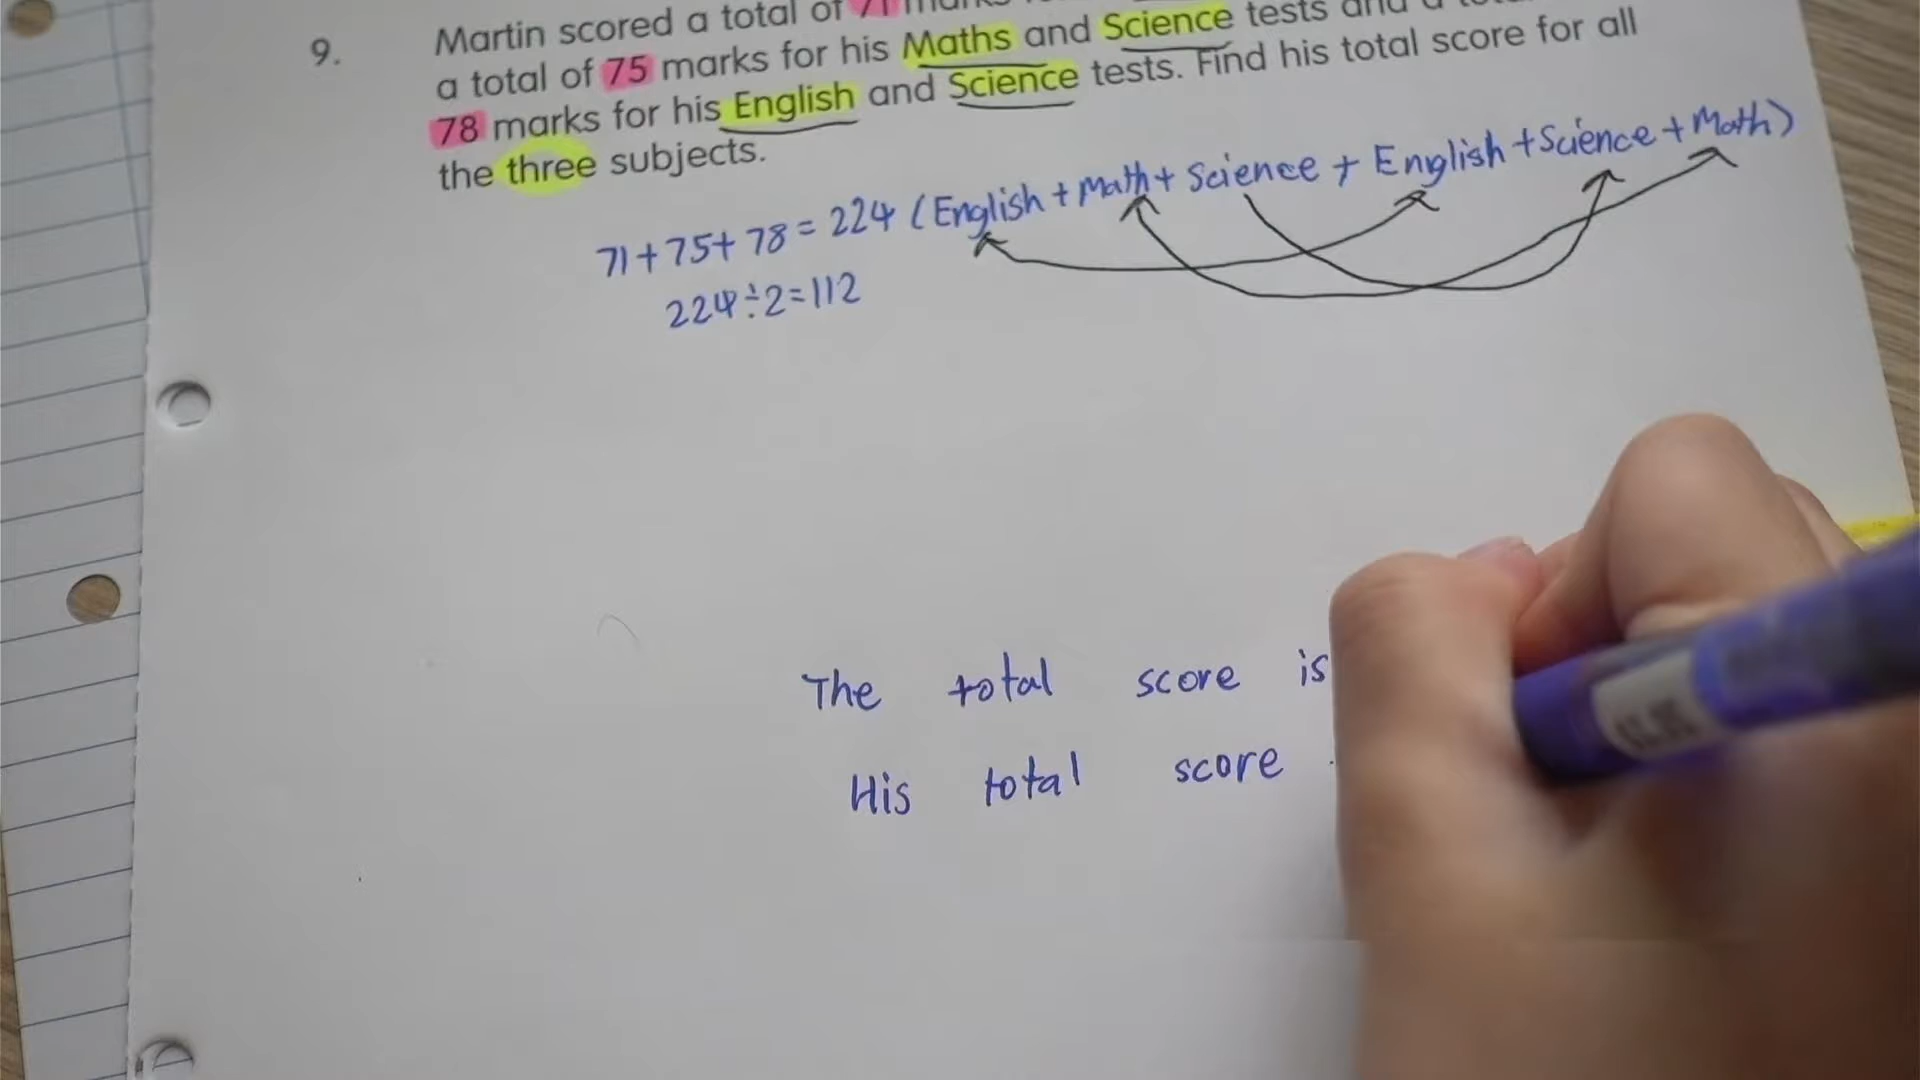 9. Martin scored a total of 71
a total of 75 marks for his Maths and Science tests and a
78 marks for his English and Science tests. Find his total score for all
the three subjects.
71+75+78=224 (English+Math+Science+English+Science+Math)
224÷2=112
The total score is
His total score